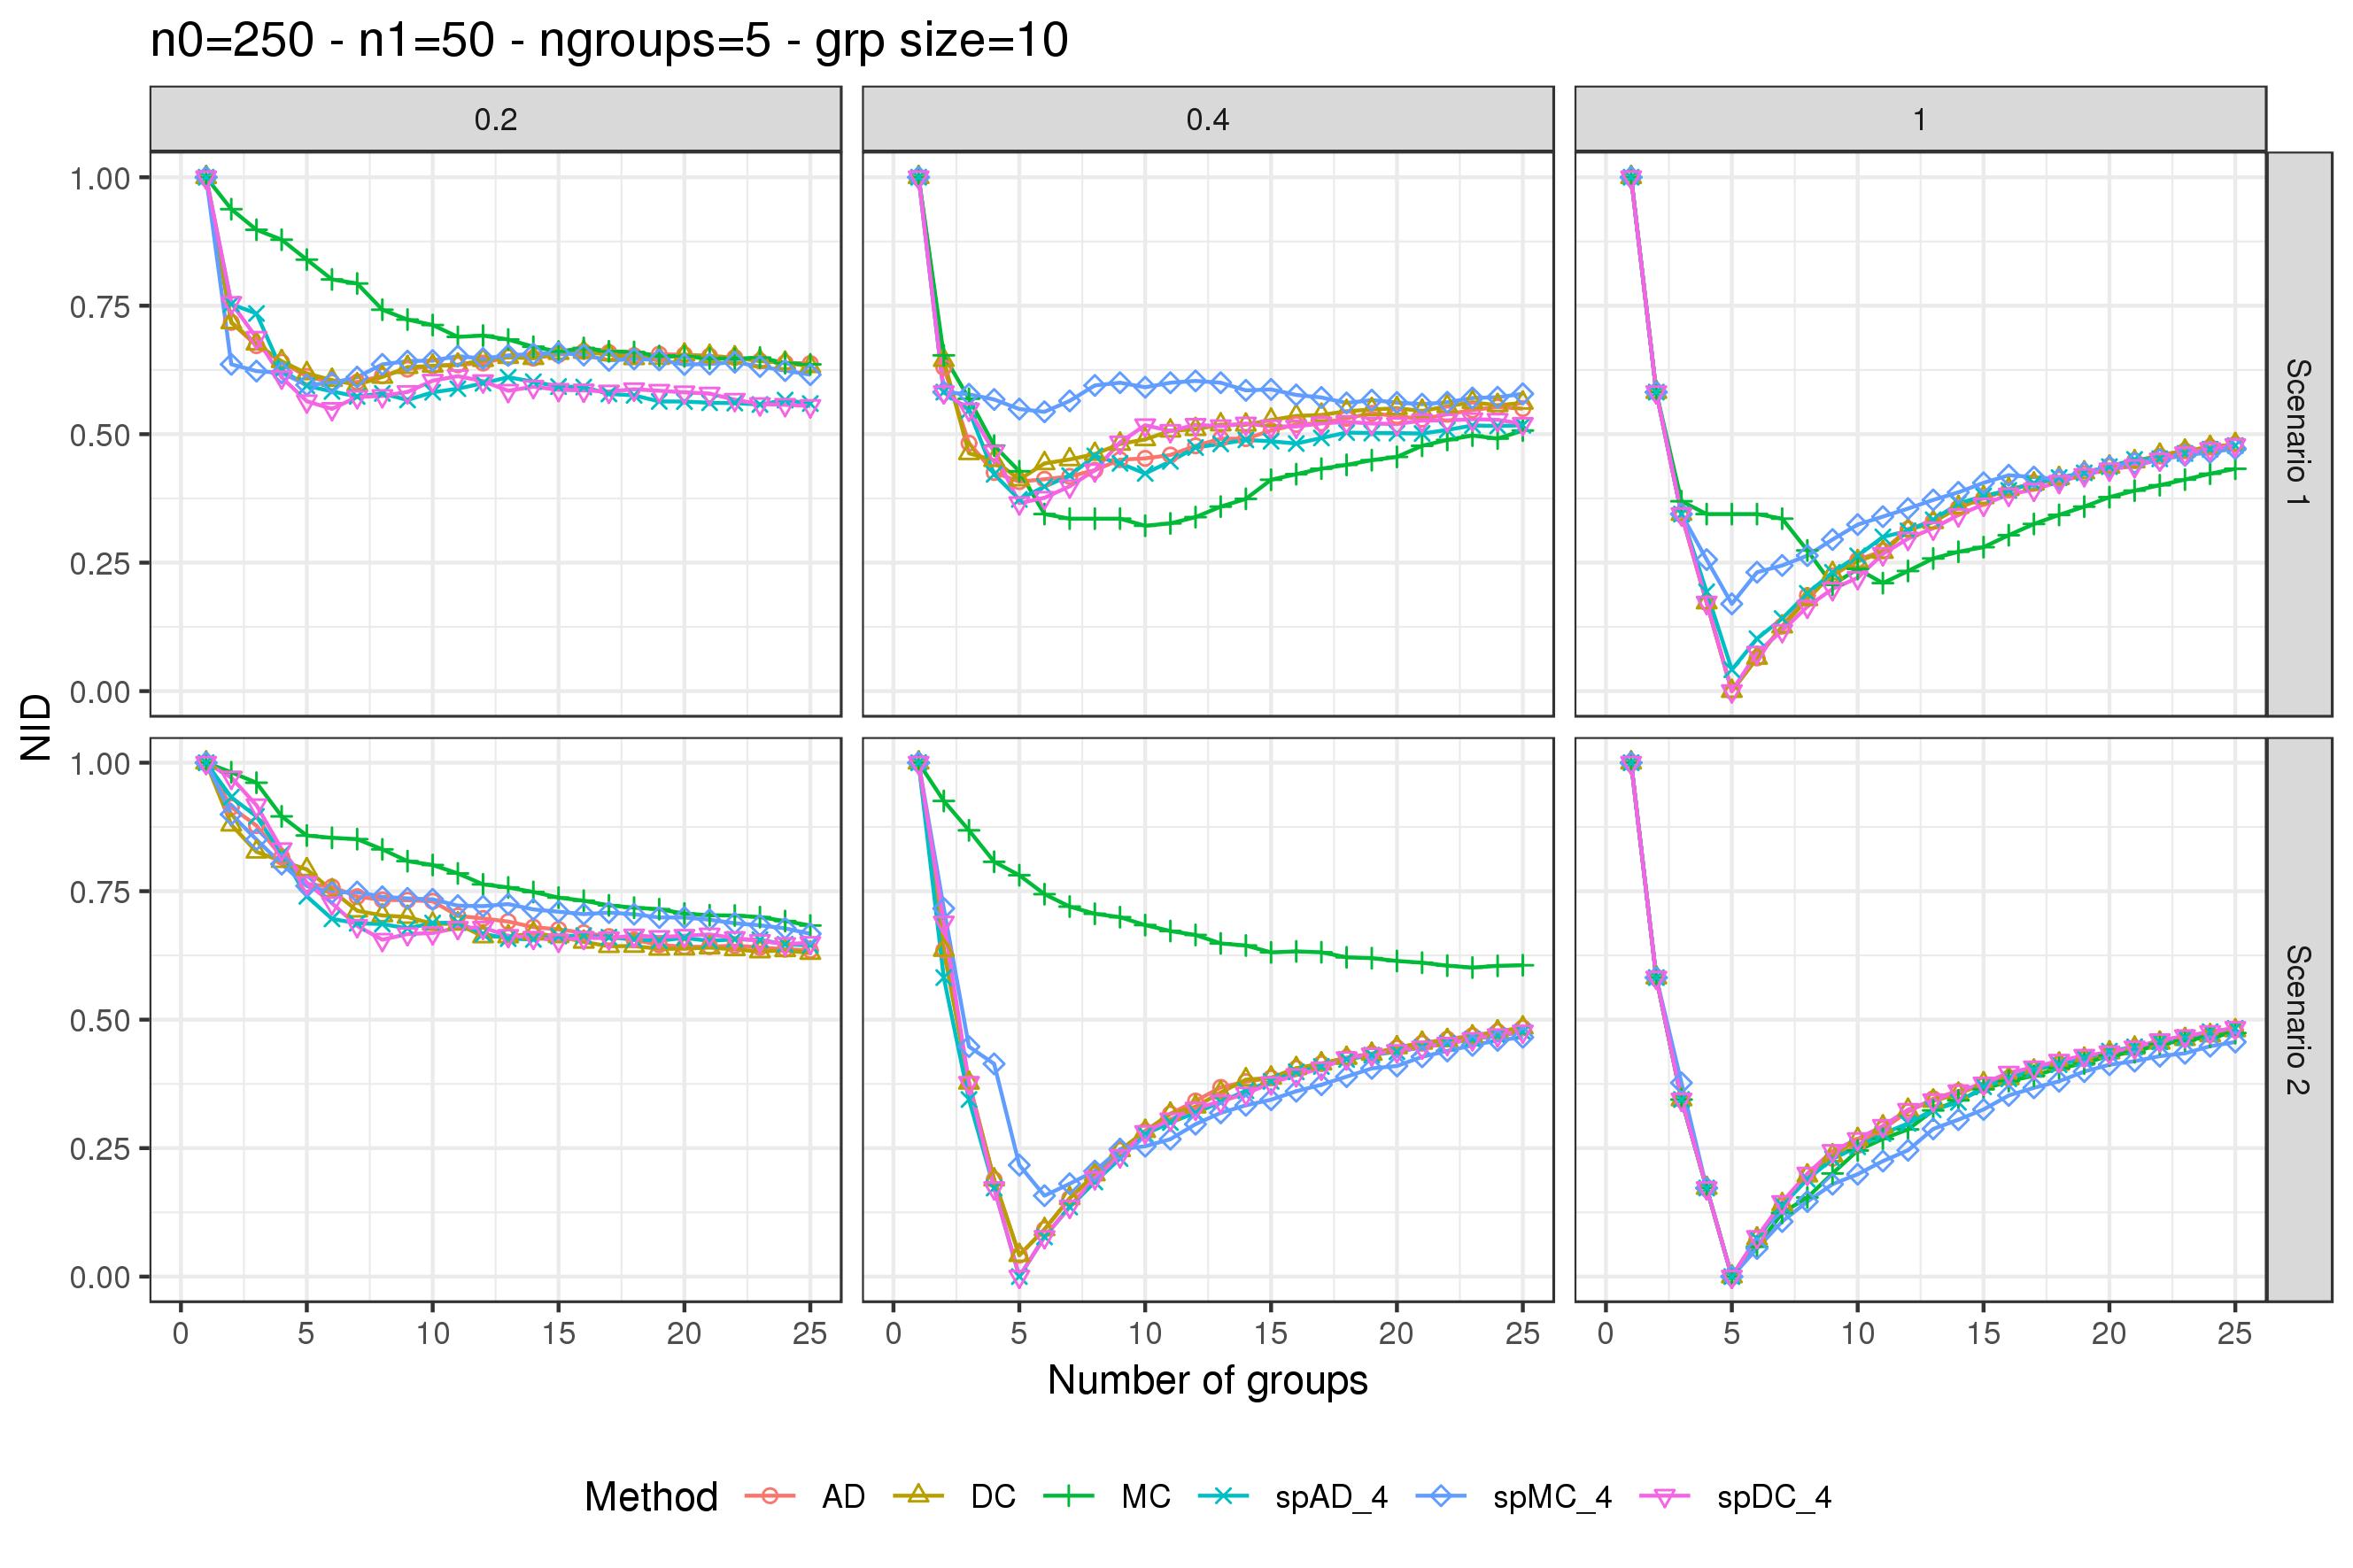 n0=250 - n1=50 - ngroups=5 - grp size=10
0.2 0.4 1
1.00
0.75
0.50
0.25
0.00
Scenario 1
NID
1.00
0.75
0.50
0.25
0.00
Scenario 2
0 5 10 15 20 25 0 5 10 15 20 25 0 5 10 15 20 25
Number of groups
Method AD DC MC spAD_4 spMC_4 spDC_4